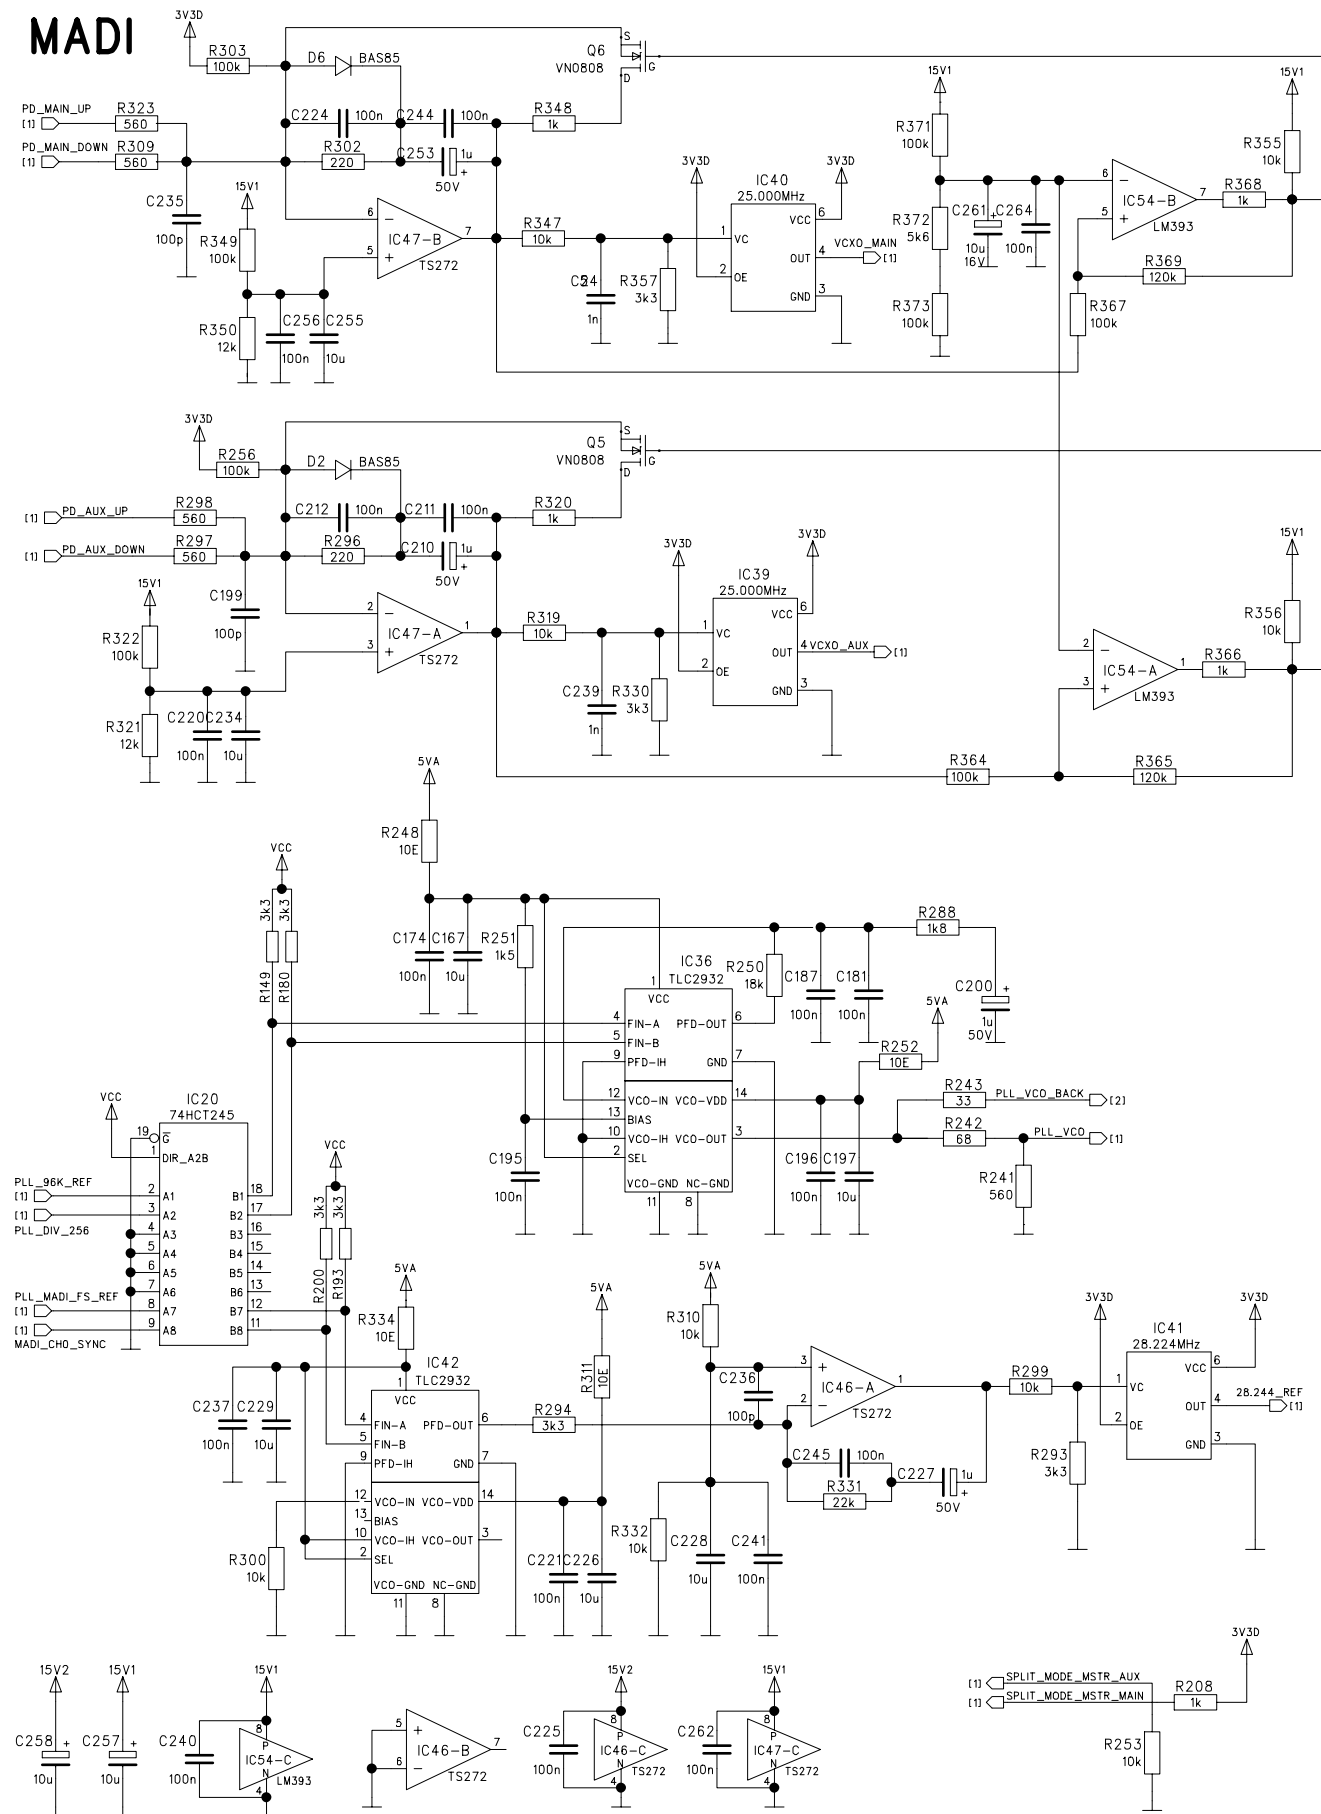 MADI
3V3D
R303
100k
D6
BAS85
S
Q6
VN0808
G
D
PD_MAIN_UP
[1]
R323
560
C224
100n
C244
100n
R348
1k
PD_MAIN_DOWN
[1]
R309
560
R302
220
C253
1u
+
50V
C235
100p
15V1
R349
100k
6
-
5
+
IC47-B
7
TS272
R347
10k
3V3D
IC40
25.000MHz
3V3D
1
VC
VCC
6
OUT
4
VCXO_MAIN
[1]
2
OE
GND
3
R350
12k
C256
100n
C255
10u
1n
R357
3k3
15V1
R371
100k
R372
5k6
C261
+
10u
16V
C264
100n
R373
100k
6
-
5
+
IC54-B
7
LM393
R368
1k
15V1
R355
10k
R369
120k
R367
100k
3V3D
R256
100k
D2
BAS85
S
Q5
VN0808
G
D
[1]
PD_AUX_UP
R298
560
C212
100n
C211
100n
R320
1k
[1]
PD_AUX_DOWN
R297
560
R296
220
C210
1u
+
50V
15V1
C199
100p
R322
100k
2
-
3
+
IC47-A
1
TS272
R319
10k
3V3D
IC39
25.000MHz
3V3D
1
VC
VCC
6
OUT
4
VCXO_AUX
[1]
2
OE
GND
3
R321
12k
C220
100n
C234
10u
C239
1n
R330
3k3
15V1
R356
10k
2
-
3
+
IC54-A
1
LM393
R366
1k
R364
100k
R365
120k
5VA
R248
10E
VCC
3k3
3k3
R149
R180
C174
100n
C167
10u
R251
1k5
IC36
TLC2932
1
VCC
4
FIN-A
PFD-OUT
6
5
FIN-B
9
PFD-IH
GND
7
12
VCO-IN
VCO-VDD
14
13
BIAS
10
VCO-IH
VCO-OUT
3
2
SEL
VCO-GND
NC-GND
11
8
R250
18k
C187
100n
C181
100n
R288
1k8
C200
+
1u
50V
5VA
R252
10E
R243
33
PLL_VCO_BACK
[2]
R242
68
PLL_VCO
[1]
R241
560
C195
100n
C196
100n
C197
10u
VCC
IC20
74HCT245
19
G
1
DIR_A2B
PLL_96K_REF
[1]
2
A1
B1
18
[1]
3
A2
B2
17
PLL_DIV_256
4
A3
B3
16
5
A4
B4
15
6
A5
B5
14
7
A6
B6
13
PLL_MADI_FS_REF
[1]
8
A7
B7
12
[1]
9
A8
B8
11
MADI_CH0_SYNC
VCC
3k3
3k3
R200
R193
5VA
R334
10E
IC42
TLC2932
1
VCC
4
FIN-A
PFD-OUT
6
5
FIN-B
9
PFD-IH
GND
7
12
VCO-IN
VCO-VDD
14
13
BIAS
10
VCO-IH
VCO-OUT
3
2
SEL
VCO-GND
NC-GND
11
8
C237
100n
C229
10u
R300
10k
R294
3k3
5VA
R311
10E
C221
100n
C226
10u
5VA
R310
10k
C236
100p
3
+
2
-
IC46-A
1
TS272
C245
100n
R331
22k
C227
1u
+
50V
R332
10k
C228
10u
C241
100n
R299
10k
R293
3k3
3V3D
IC41
28.224MHz
3V3D
1
VC
VCC
6
OUT
4
28.244_REF
[1]
2
OE
GND
3
15V2
C258
+
10u
15V1
C257
+
10u
15V1
C240
100n
8
P
IC54-C
N
4
LM393
5
+
6
-
IC46-B
7
TS272
15V2
C225
100n
8
P
IC46-C
N
4
TS272
15V1
C262
100n
8
P
IC47-C
N
4
TS272
3V3D
[1]
SPLIT_MODE_MSTR_AUX
[1]
SPLIT_MODE_MSTR_MAIN
R208
1k
R253
10k